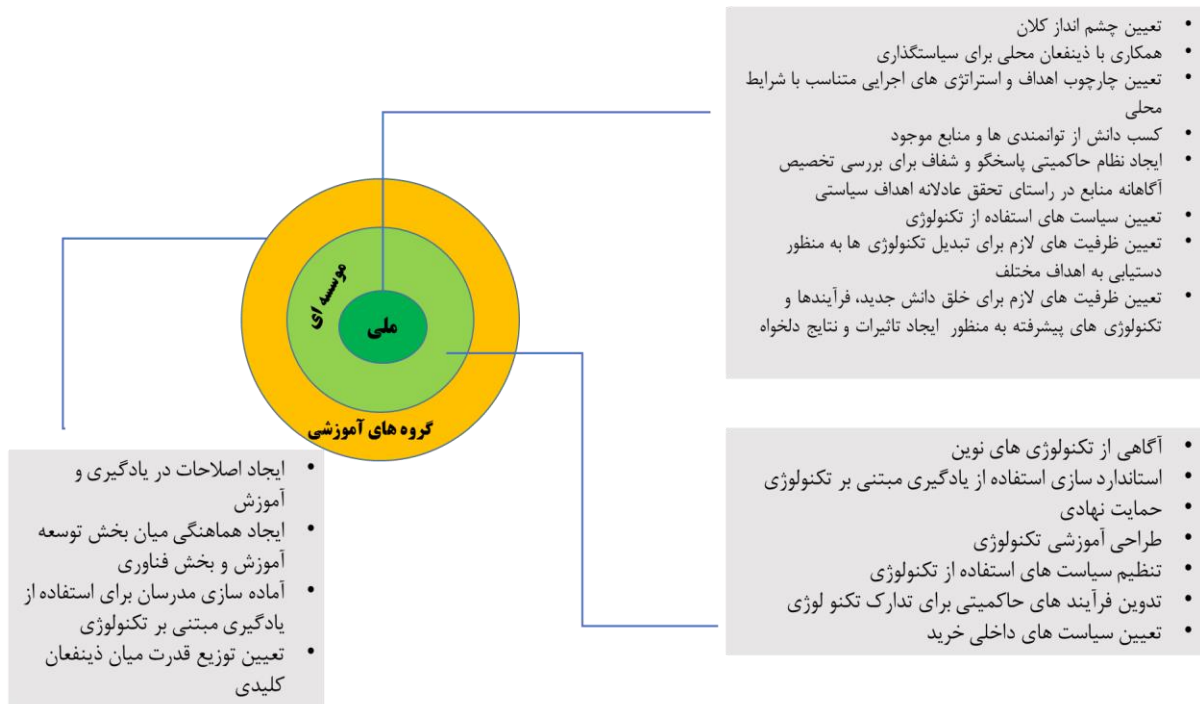 • تعیین چشم انداز کلان
• همکاری با ذینفعان محلی برای سیاستگذاری
• تعیین چارچوب اهداف و استراتژی های اجرایی متناسب با شرایط
محلی
• کسب دانش از توانمندی ها و منابع موجود
• ایجاد نظام حاکمیتی پاسخگو و شفاف برای بررسی تخصیص
آگاهانه منابع در راستای تحقق عادلانه اهداف سیاستی
• تعیین سیاست های استفاده از تکنولوژی
• تعیین ظرفیت های لازم برای تبدیل تکنولوژی ها به منظور
دستیابی به اهداف مختلف
• تعیین ظرفیت های لازم برای خلق دانش جدید، فرآیندها و
تکنولوژی های پیشرفته به منظور ایجاد تاثیرات و نتایج دلخواه
موسسه ای
ملی
گروه های آموزشی
• آگاهی از تکنولوژی های نوین
• استاندارد سازی استفاده از یادگیری مبتنی بر تکنولوژی
• حمایت نهادی
• طراحی آموزشی تکنولوژی
• تنظیم سیاست های استفاده از تکنولوژی
• تدوین فرآیند های حاکمیتی برای تدارک تکنو لوژی
• تعیین سیاست های داخلی خرید
• ایجاد اصلاحات در یادگیری و
آموزش
• ایجاد هماهنگی میان بخش توسعه
آموزش و بخش فناوری
• آماده سازی مدرسان برای استفاده از
یادگیری مبتنی بر تکنولوژی
• تعیین توزیع قدرت میان ذینفعان
کلیدی